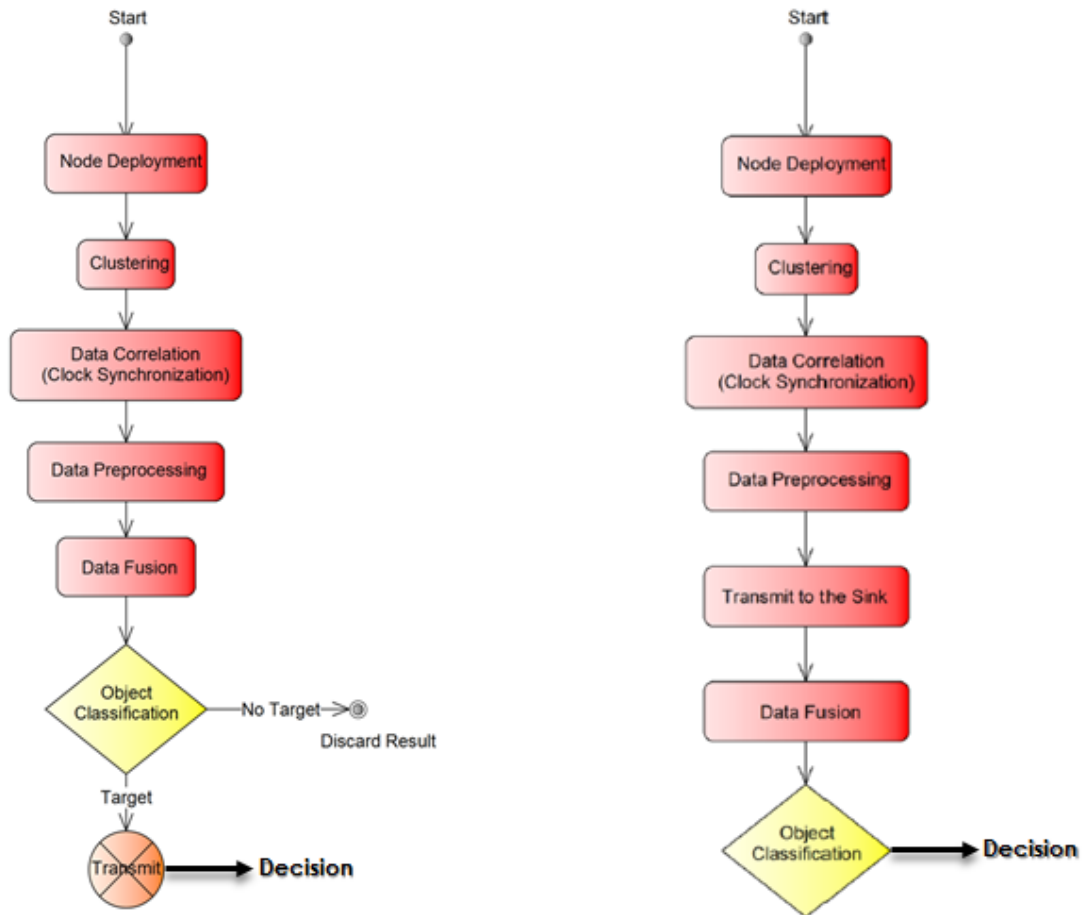 Start
Node Deployment
Clustering
Data Correlation
(Clock Synchronization)
Data Preprocessing
Data Fusion
Object
Classification
No Target
Discard Result
Target
Transmit
Decision
Start
Node Deployment
Clustering
Data Correlation
(Clock Synchronization)
Data Preprocessing
Transmit to the Sink
Data Fusion
Object
Classification
Decision